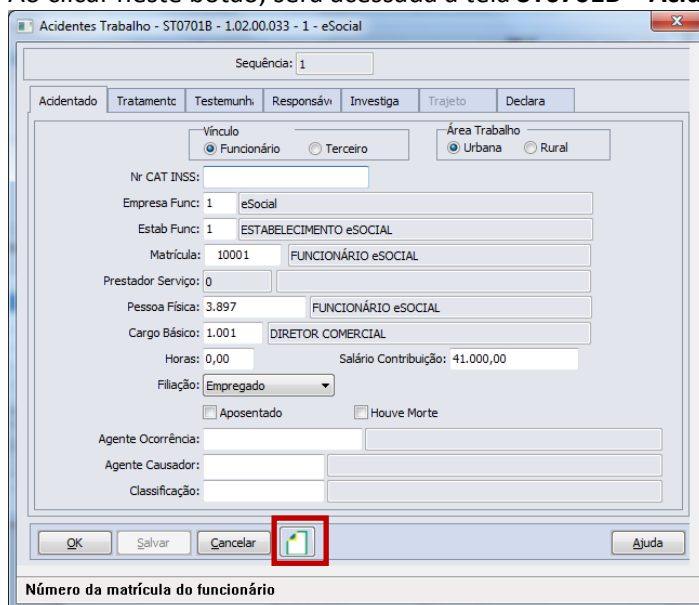 Acidentes Trabalho - ST0701B - 1.02.00.033 - 1 - eSocial
Sequência: 1
Acidentado Tratamentc Testemunh Responsáv Investiga Trajeto Declara
Vínculo Área Trabalho
Funcionário Terceiro Urbana Rural
Nr CAT INSS:
Empresa Func: 1 eSocial
Estab Func: 1 ESTABELECIMENTO eSOCIAL
Matrícula: 10001 FUNCIONÁRIO eSOCIAL
Prestador Serviço: 0
Pessoa Física: 3.897 FUNCIONÁRIO eSOCIAL
Cargo Básico: 1.001 DIRETOR COMERCIAL
Horas: 0,00 Salário Contribuição: 41.000,00
Filiação: Empregado
Aposentado Houve Morte
Agente Ocorrência:
Agente Causador:
Classificação:
OK Salvar Cancelar Ajuda
Número da matrícula do funcionário